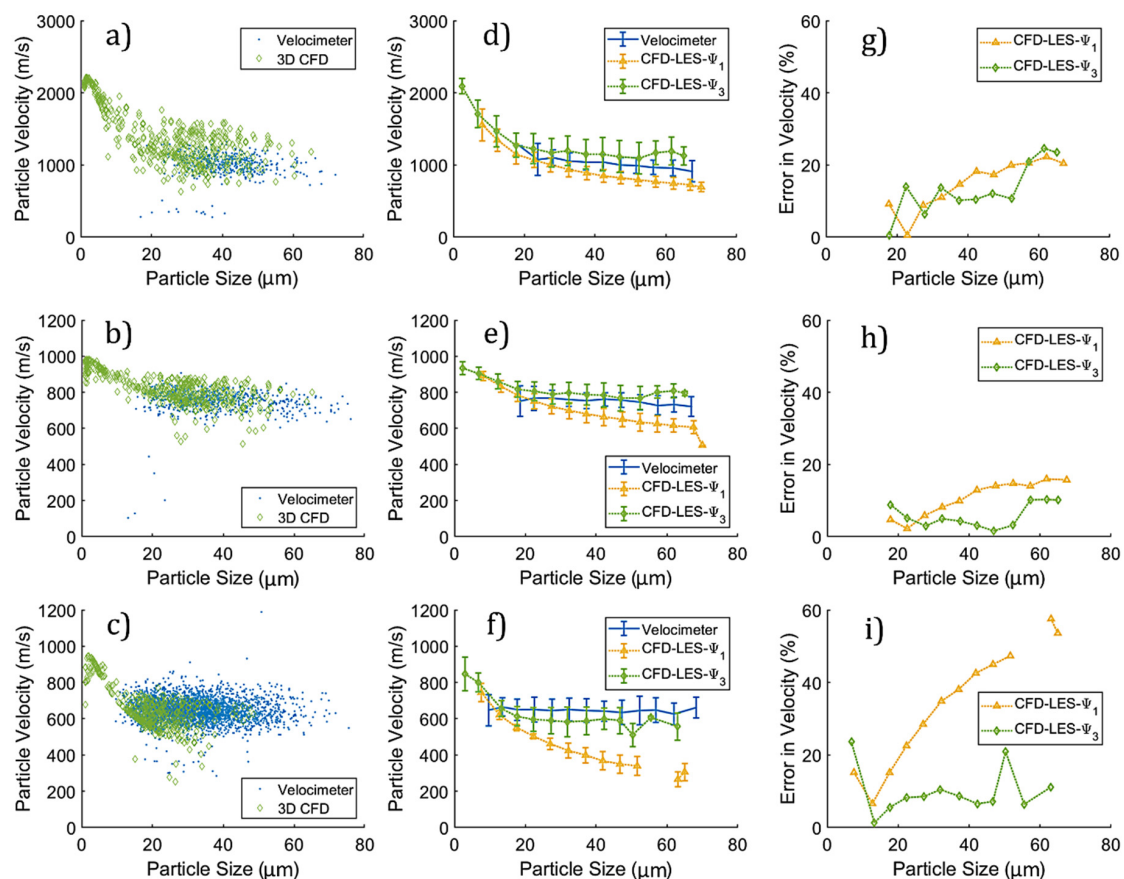 a)
Velocimeter
3D CFD
3000
2000
1000
0
0 20 40 60 80
Particle Velocity (m/s)
Particle Size (μm)
d)
Velocimeter
CFD-LES-Ψ1
CFD-LES-Ψ3
3000
2000
1000
0
0 20 40 60 80
Particle Velocity (m/s)
Particle Size (μm)
g)
CFD-LES-Ψ1
CFD-LES-Ψ3
60
40
20
0
0 20 40 60 80
Error in Velocity (%)
Particle Size (μm)
b)
1200
1000
800
600
400
200
0
Velocimeter
3D CFD
0 20 40 60 80
Particle Velocity (m/s)
Particle Size (μm)
e)
1200
1000
800
600
400
200
0
Velocimeter
CFD-LES-Ψ1
CFD-LES-Ψ3
0 20 40 60 80
Particle Velocity (m/s)
Particle Size (μm)
h)
CFD-LES-Ψ1
CFD-LES-Ψ3
60
40
20
0
0 20 40 60 80
Error in Velocity (%)
Particle Size (μm)
c)
1200
1000
800
600
400
200
0
Velocimeter
3D CFD
0 20 40 60 80
Particle Velocity (m/s)
Particle Size (μm)
f)
Velocimeter
CFD-LES-Ψ1
CFD-LES-Ψ3
1200
1000
800
600
400
200
0
0 20 40 60 80
Particle Velocity (m/s)
Particle Size (μm)
i)
CFD-LES-Ψ1
CFD-LES-Ψ3
60
40
20
0
0 20 40 60 80
Error in Velocity (%)
Particle Size (μm)